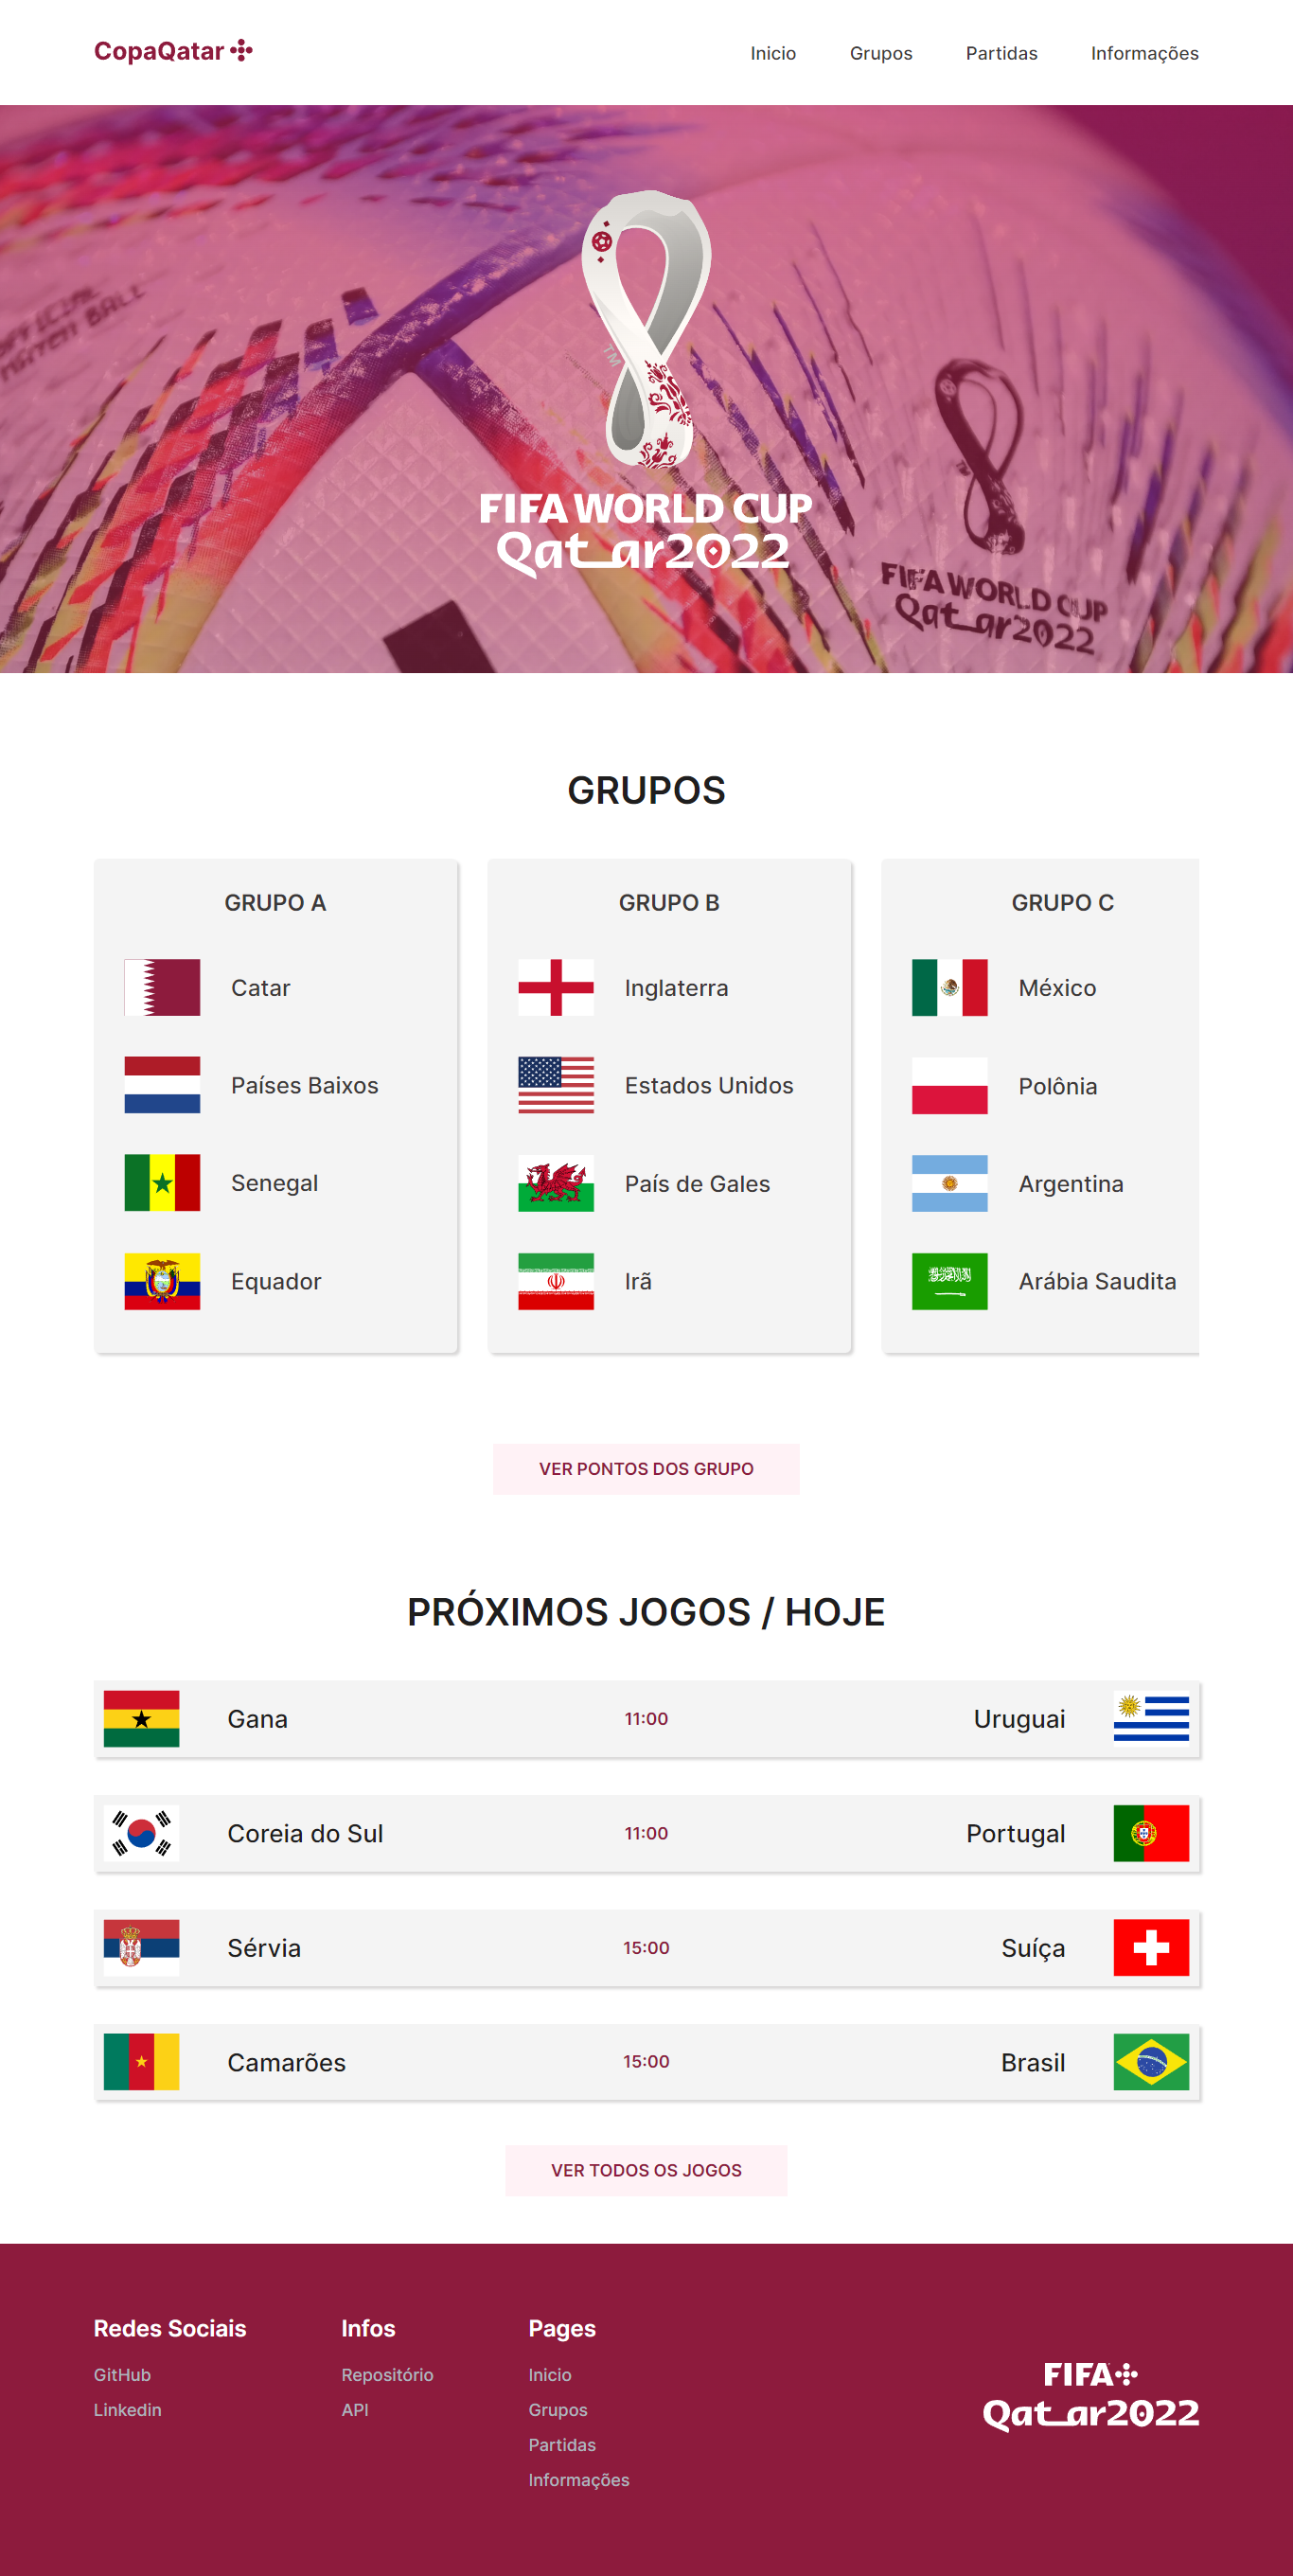 CopaQatar
Inicio
Grupos
Partidas
Informações
OFFICIAL
MATCH BALL
TM
FIFA WORLD CUP
Qatar2022
FIFA WORLD CUP
Qatar2022
GRUPOS
GRUPO A
Catar
Países Baixos
Senegal
Equador
GRUPO B
Inglaterra
Estados Unidos
País de Gales
Irã
GRUPO C
México
Polônia
Argentina
Arábia Saudita
VER PONTOS DOS GRUPO
PRÓXIMOS JOGOS / HOJE
Gana 11:00 Uruguai
Coreia do Sul 11:00 Portugal
Sérvia 15:00 Suíça
Camarões 15:00 Brasil
VER TODOS OS JOGOS
Redes Sociais
GitHub
Linkedin
Infos
Repositório
API
Pages
Inicio
Grupos
Partidas
Informações
FIFA
Qatar2022